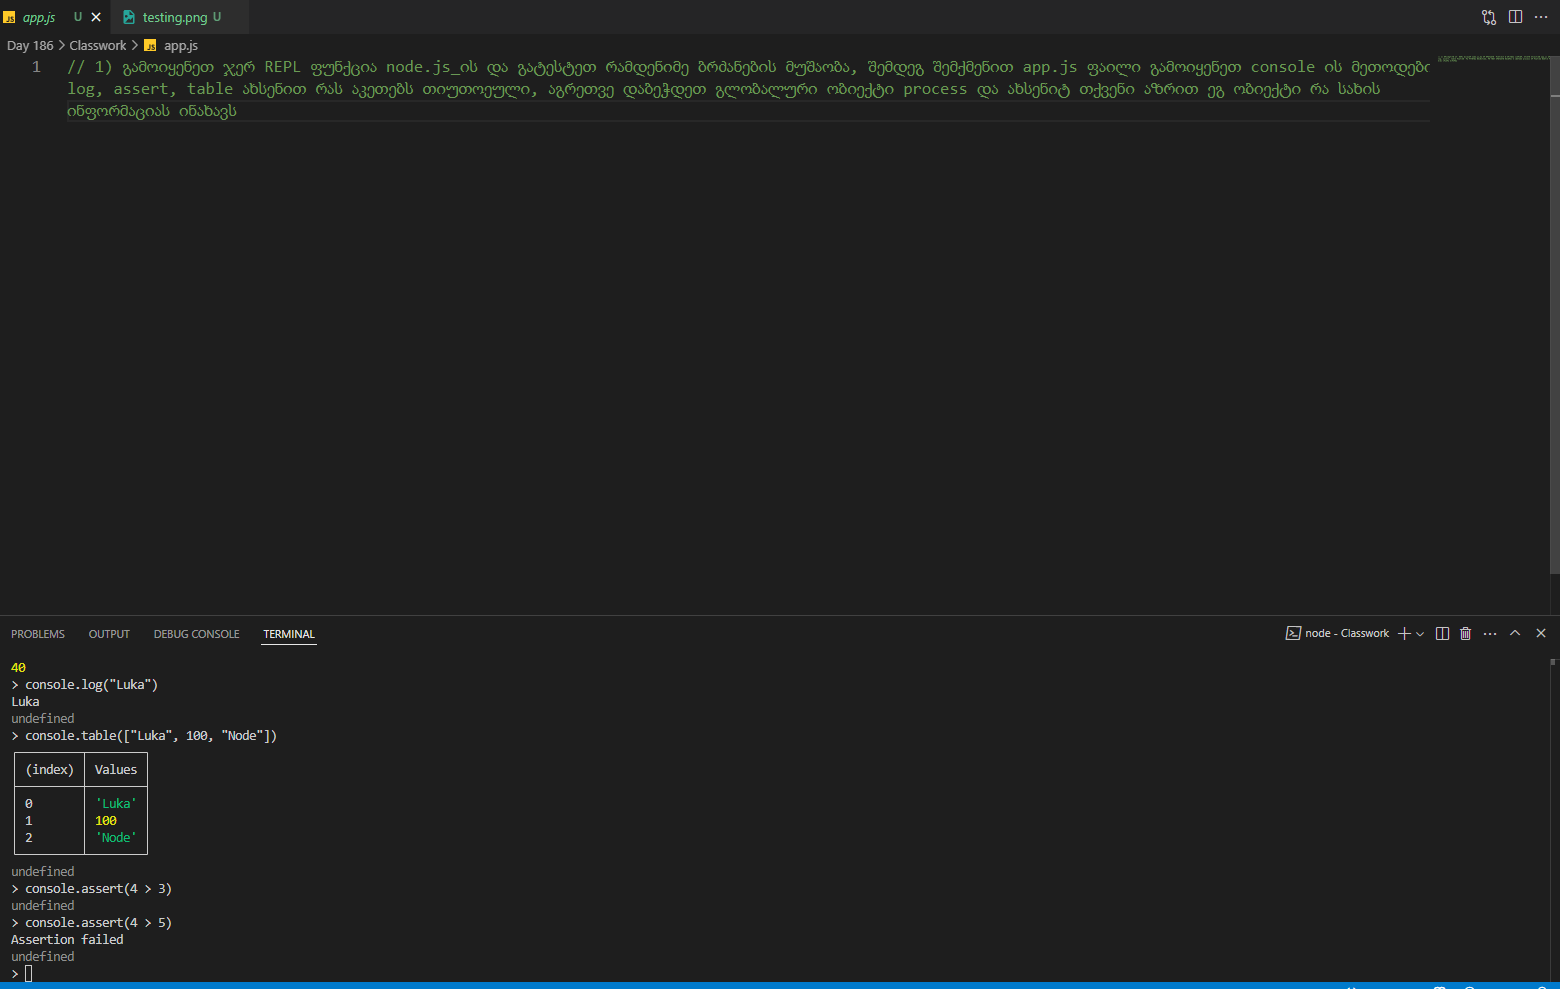 JS app.js U
testing.png U
Day 186 > Classwork > JS app.js
1 // 1) გამოიყენეთ ჯერ REPL ფუნქცია node.js_ის და გატესტეთ რამდენიმე ბრძანების მუშაობა, შემდეგ შემქმენით app.js ფაილი გამოიყენეთ console ის მეთოდები
log, assert, table ახსენით რას აკეთებს თიუთოეული, აგრეთვე დაბეჭდეთ გლობალური ობიექტი process და ახსენიტ თქვენი აზრით ეგ ობიექტი რა სახის
ინფორმაციას ინახავს
PROBLEMS OUTPUT DEBUG CONSOLE TERMINAL
node - Classwork
40
> console.log("Luka")
Luka
undefined
> console.table(["Luka", 100, "Node"])
(index) Values
0 'Luka'
1 100
2 'Node'
undefined
> console.assert(4 > 3)
undefined
> console.assert(4 > 5)
Assertion failed
undefined
>